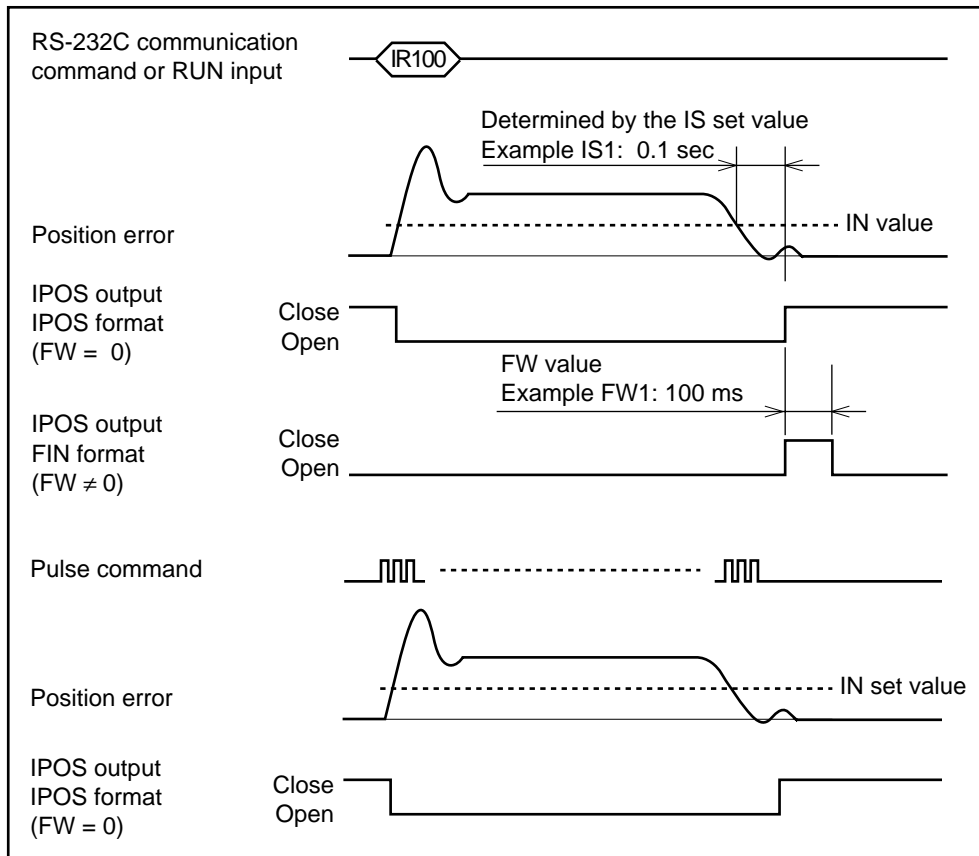 RS-232C communication
command or RUN input
IR100
Determined by the IS set value
Example IS1: 0.1 sec
IN value
Position error
IPOS output
IPOS format
(FW = 0)
Close
Open
FW value
Example FW1: 100 ms
IPOS output
FIN format
(FW ≠ 0)
Close
Open
Pulse command
Position error
IN set value
IPOS output
IPOS format
(FW = 0)
Close
Open